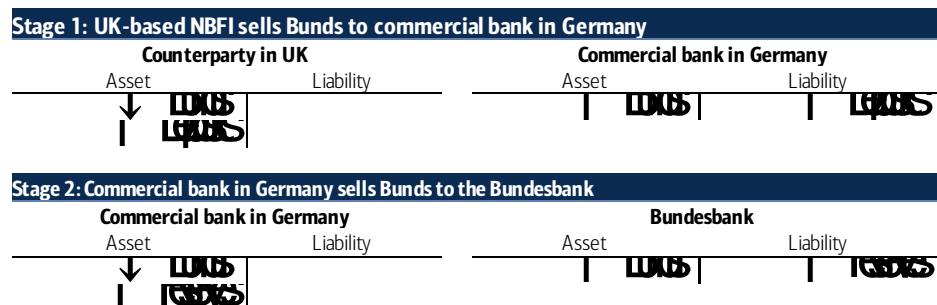 Stage 1: UK-based NBFI sells Bunds to commercial bank in Germany
Counterparty in UK Commercial bank in Germany
Asset Liability Asset Liability
Stage 2: Commercial bank in Germany sells Bunds to the Bundesbank
Commercial bank in Germany Bundesbank
Asset Liability Asset Liability